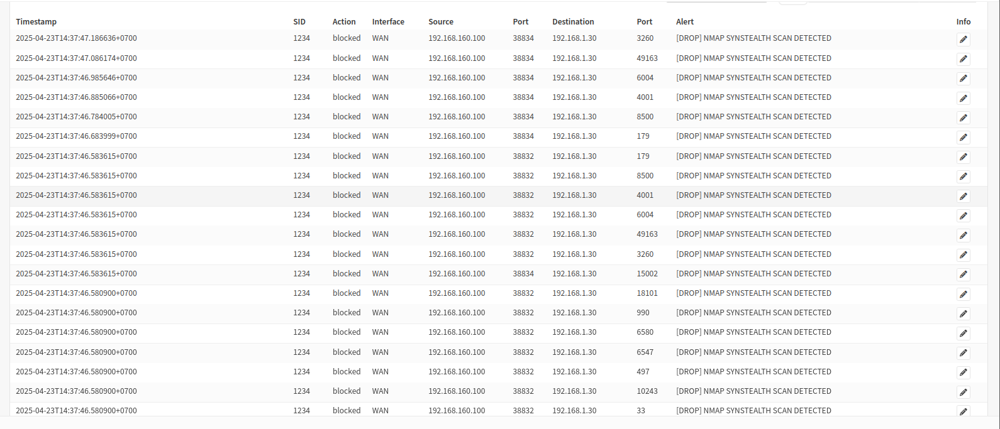 Timestamp SID Action Interface Source Port Destination Port Alert Info
2025-04-23T14:37:47.186636+0700 1234 blocked WAN 192.168.160.100 38834 192.168.1.30 3260 [DROP] NMAP SYNSTEALTH SCAN DETECTED
2025-04-23T14:37:47.086174+0700 1234 blocked WAN 192.168.160.100 38834 192.168.1.30 49163 [DROP] NMAP SYNSTEALTH SCAN DETECTED
2025-04-23T14:37:46.985646+0700 1234 blocked WAN 192.168.160.100 38834 192.168.1.30 6004 [DROP] NMAP SYNSTEALTH SCAN DETECTED
2025-04-23T14:37:46.885066+0700 1234 blocked WAN 192.168.160.100 38834 192.168.1.30 4001 [DROP] NMAP SYNSTEALTH SCAN DETECTED
2025-04-23T14:37:46.784005+0700 1234 blocked WAN 192.168.160.100 38834 192.168.1.30 8500 [DROP] NMAP SYNSTEALTH SCAN DETECTED
2025-04-23T14:37:46.683999+0700 1234 blocked WAN 192.168.160.100 38834 192.168.1.30 179 [DROP] NMAP SYNSTEALTH SCAN DETECTED
2025-04-23T14:37:46.583615+0700 1234 blocked WAN 192.168.160.100 38832 192.168.1.30 179 [DROP] NMAP SYNSTEALTH SCAN DETECTED
2025-04-23T14:37:46.583615+0700 1234 blocked WAN 192.168.160.100 38832 192.168.1.30 8500 [DROP] NMAP SYNSTEALTH SCAN DETECTED
2025-04-23T14:37:46.583615+0700 1234 blocked WAN 192.168.160.100 38832 192.168.1.30 4001 [DROP] NMAP SYNSTEALTH SCAN DETECTED
2025-04-23T14:37:46.583615+0700 1234 blocked WAN 192.168.160.100 38832 192.168.1.30 6004 [DROP] NMAP SYNSTEALTH SCAN DETECTED
2025-04-23T14:37:46.583615+0700 1234 blocked WAN 192.168.160.100 38832 192.168.1.30 49163 [DROP] NMAP SYNSTEALTH SCAN DETECTED
2025-04-23T14:37:46.583615+0700 1234 blocked WAN 192.168.160.100 38832 192.168.1.30 3260 [DROP] NMAP SYNSTEALTH SCAN DETECTED
2025-04-23T14:37:46.583615+0700 1234 blocked WAN 192.168.160.100 38834 192.168.1.30 15002 [DROP] NMAP SYNSTEALTH SCAN DETECTED
2025-04-23T14:37:46.580900+0700 1234 blocked WAN 192.168.160.100 38832 192.168.1.30 18101 [DROP] NMAP SYNSTEALTH SCAN DETECTED
2025-04-23T14:37:46.580900+0700 1234 blocked WAN 192.168.160.100 38832 192.168.1.30 990 [DROP] NMAP SYNSTEALTH SCAN DETECTED
2025-04-23T14:37:46.580900+0700 1234 blocked WAN 192.168.160.100 38832 192.168.1.30 6580 [DROP] NMAP SYNSTEALTH SCAN DETECTED
2025-04-23T14:37:46.580900+0700 1234 blocked WAN 192.168.160.100 38832 192.168.1.30 6547 [DROP] NMAP SYNSTEALTH SCAN DETECTED
2025-04-23T14:37:46.580900+0700 1234 blocked WAN 192.168.160.100 38832 192.168.1.30 497 [DROP] NMAP SYNSTEALTH SCAN DETECTED
2025-04-23T14:37:46.580900+0700 1234 blocked WAN 192.168.160.100 38832 192.168.1.30 10243 [DROP] NMAP SYNSTEALTH SCAN DETECTED
2025-04-23T14:37:46.580900+0700 1234 blocked WAN 192.168.160.100 38832 192.168.1.30 33 [DROP] NMAP SYNSTEALTH SCAN DETECTED